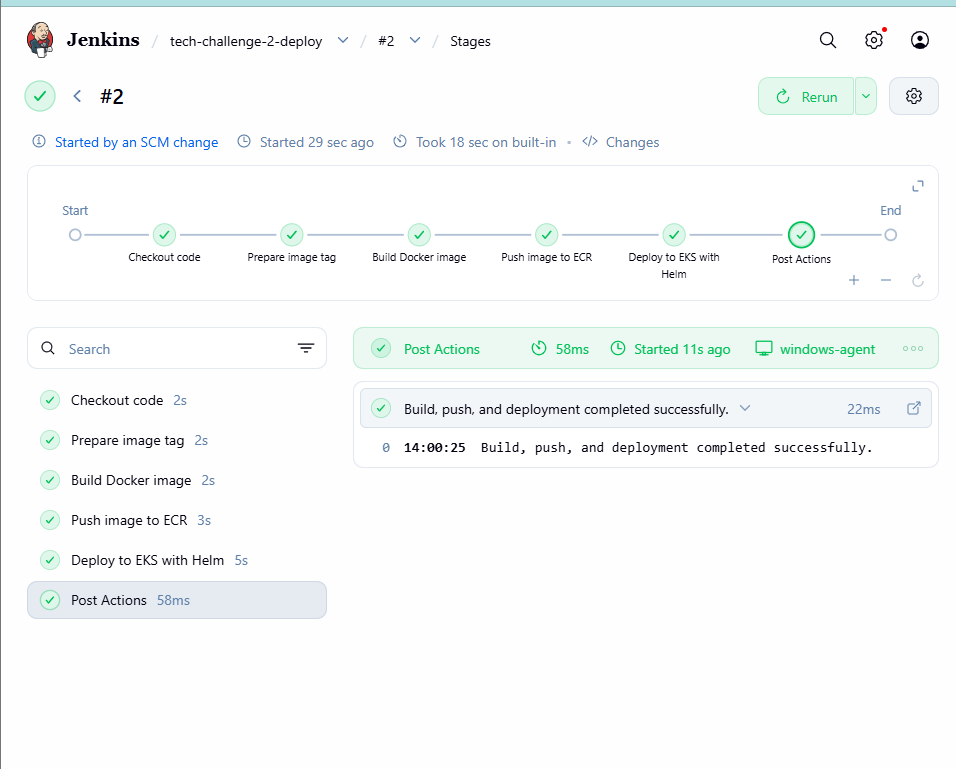 Jenkins / tech-challenge-2-deploy / #2 / Stages
#2
Rerun
Started by an SCM change Started 29 sec ago Took 18 sec on built-in • Changes
Start End
Checkout code Prepare image tag Build Docker image Push image to ECR Deploy to EKS with Post Actions
Helm
Search
Post Actions 58ms Started 11s ago windows-agent
Checkout code 2s
Build, push, and deployment completed successfully. 22ms
Prepare image tag 2s
0 14:00:25 Build, push, and deployment completed successfully.
Build Docker image 2s
Push image to ECR 3s
Deploy to EKS with Helm 5s
Post Actions 58ms